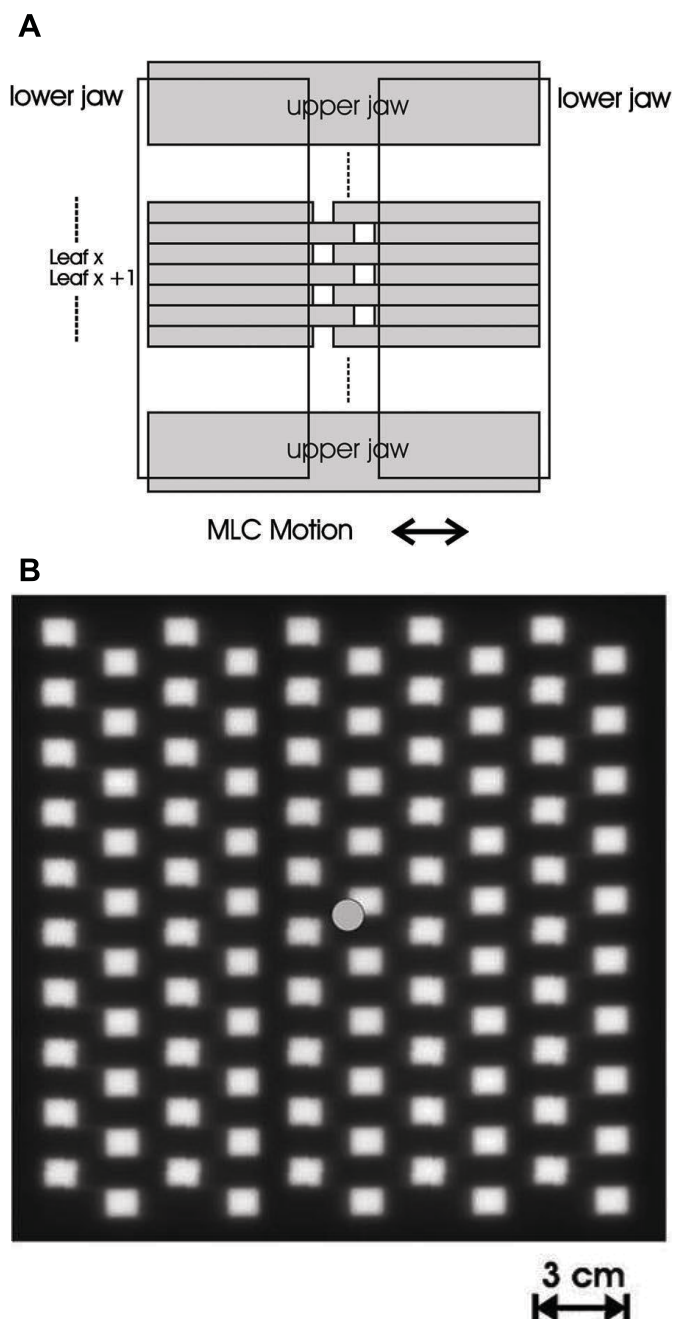 A
lower jaw
upper jaw
lower jaw
Leaf x
Leaf x +1
upper jaw
MLC Motion
B
3 cm